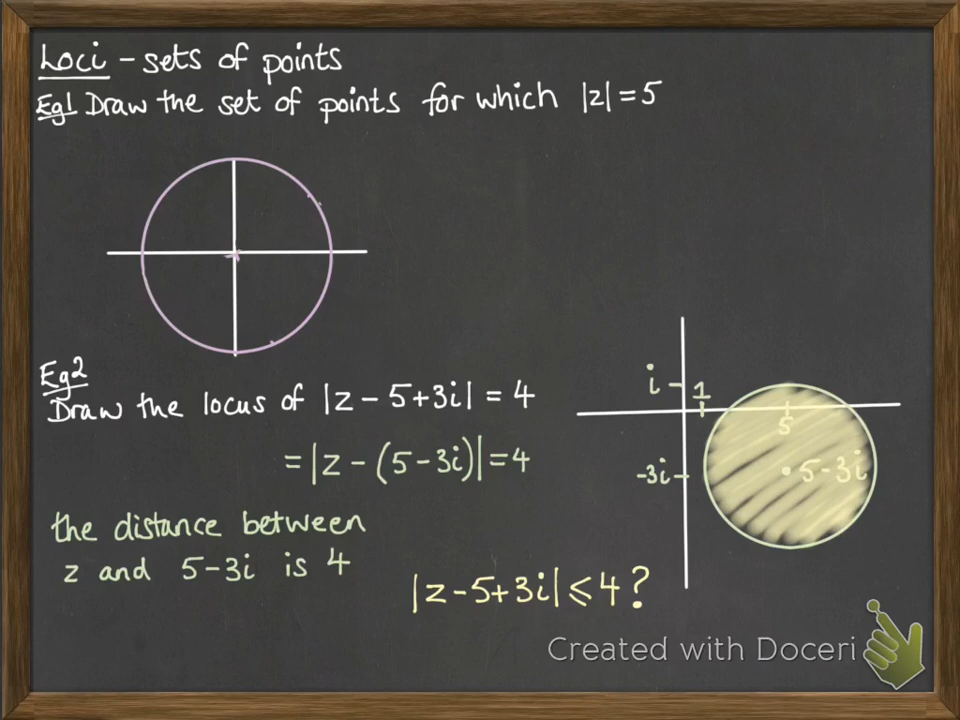 Loci - sets of points
Eg1 Draw the set of points for which |z| = 5
Eg2
Draw the locus of |z - 5+3i| = 4
= |z - (5-3i)| = 4
the distance between
z and 5-3i is 4
|z-5+3i| ⩽ 4 ?
i
1
5
-3i
5-3i
Created with Doceri